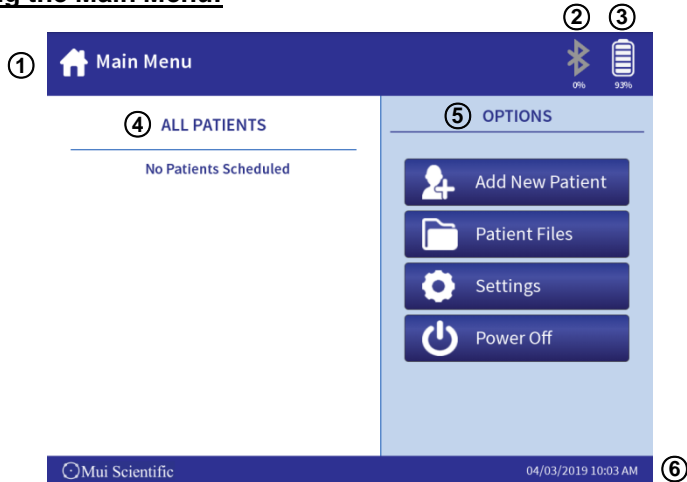 ng the Main Menu:
② ③
① Main Menu
0% 93%
④ ALL PATIENTS
No Patients Scheduled
⑤ OPTIONS
Add New Patient
Patient Files
Settings
Power Off
Mui Scientific
04/03/2019 10:03 AM ⑥